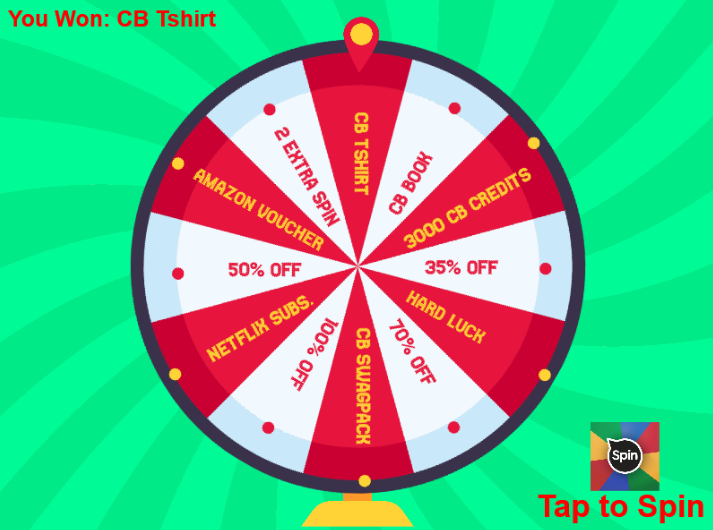 You Won: CB Tshirt
CB TSHIRT
CB BOOK
3000 CB CREDITS
35% OFF
HARD LUCK
70% OFF
CB SWAGPACK
100% OFF
NETFLIX SUBS.
50% OFF
AMAZON VOUCHER
2 EXTRA SPIN
Spin
Tap to Spin